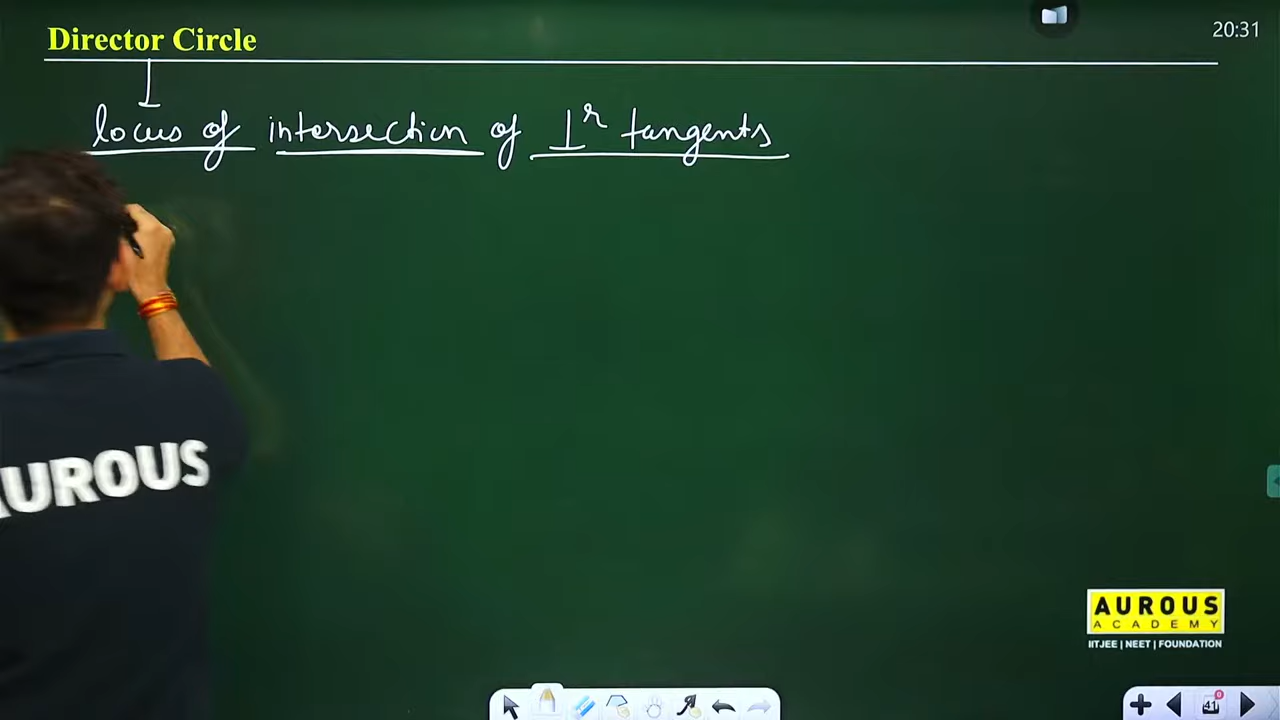 Director Circle
20:31
locus of intersection of ⊥r tangents
AUROUS
AUROUS
ACADEMY
IITJEE | NEET | FOUNDATION
41